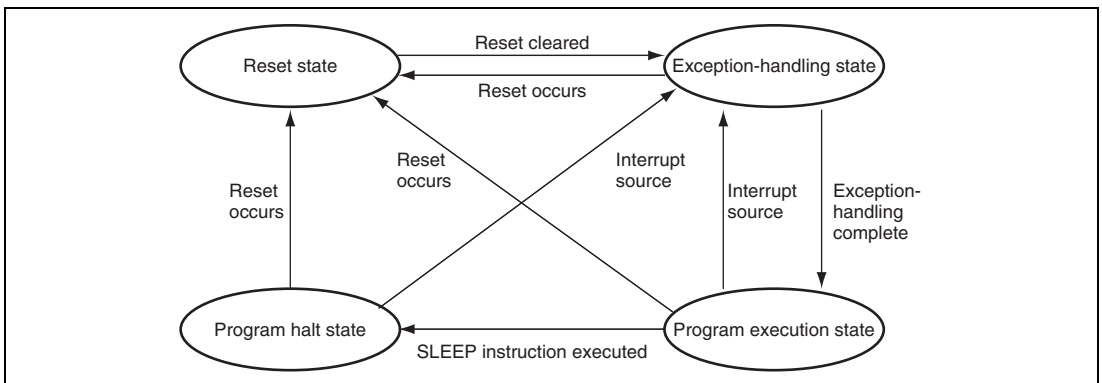 Reset cleared
Reset state
Exception-handling state
Reset occurs
Reset
occurs
Interrupt
source
Reset
occurs
Interrupt
source
Exception-
handling
complete
Program halt state
Program execution state
SLEEP instruction executed